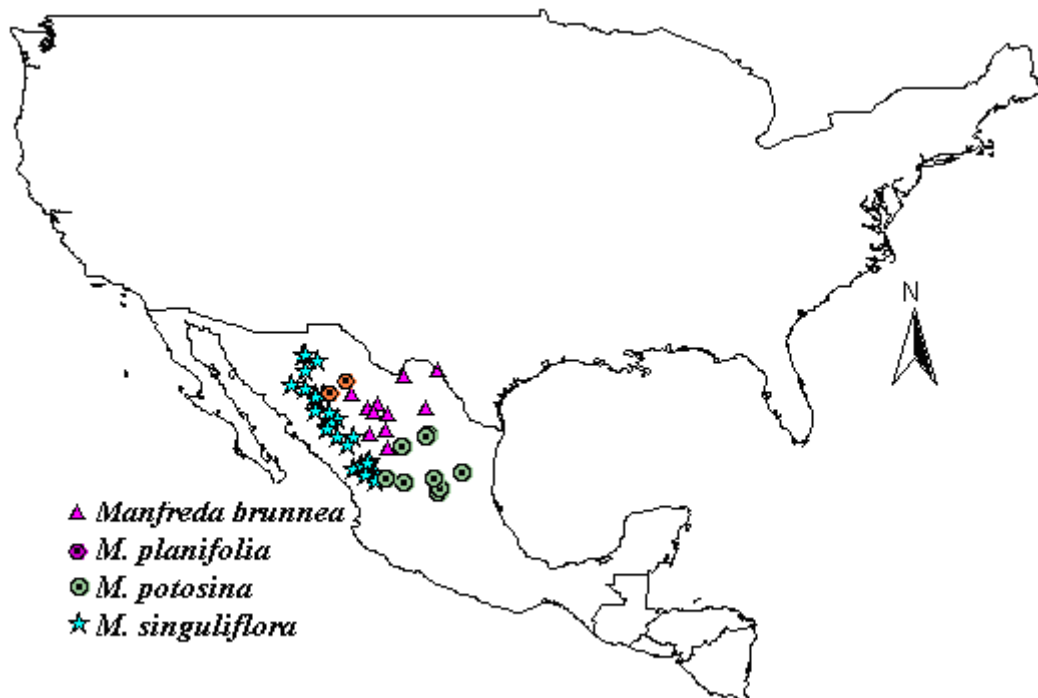 N
Manfreda brunnea
M. planifolia
M. potosina
M. singuliflora